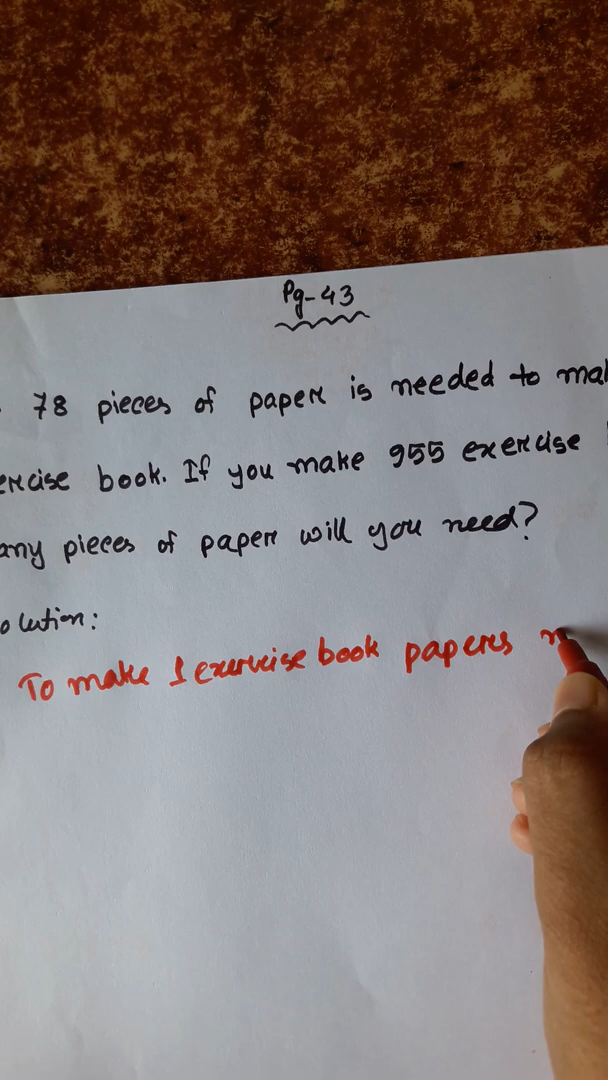 Pg-43
78 pieces of paper is needed to mak
ercise book. If you make 955 exercise
any pieces of paper will you need?
olution:
To make 1 exercise book papers n